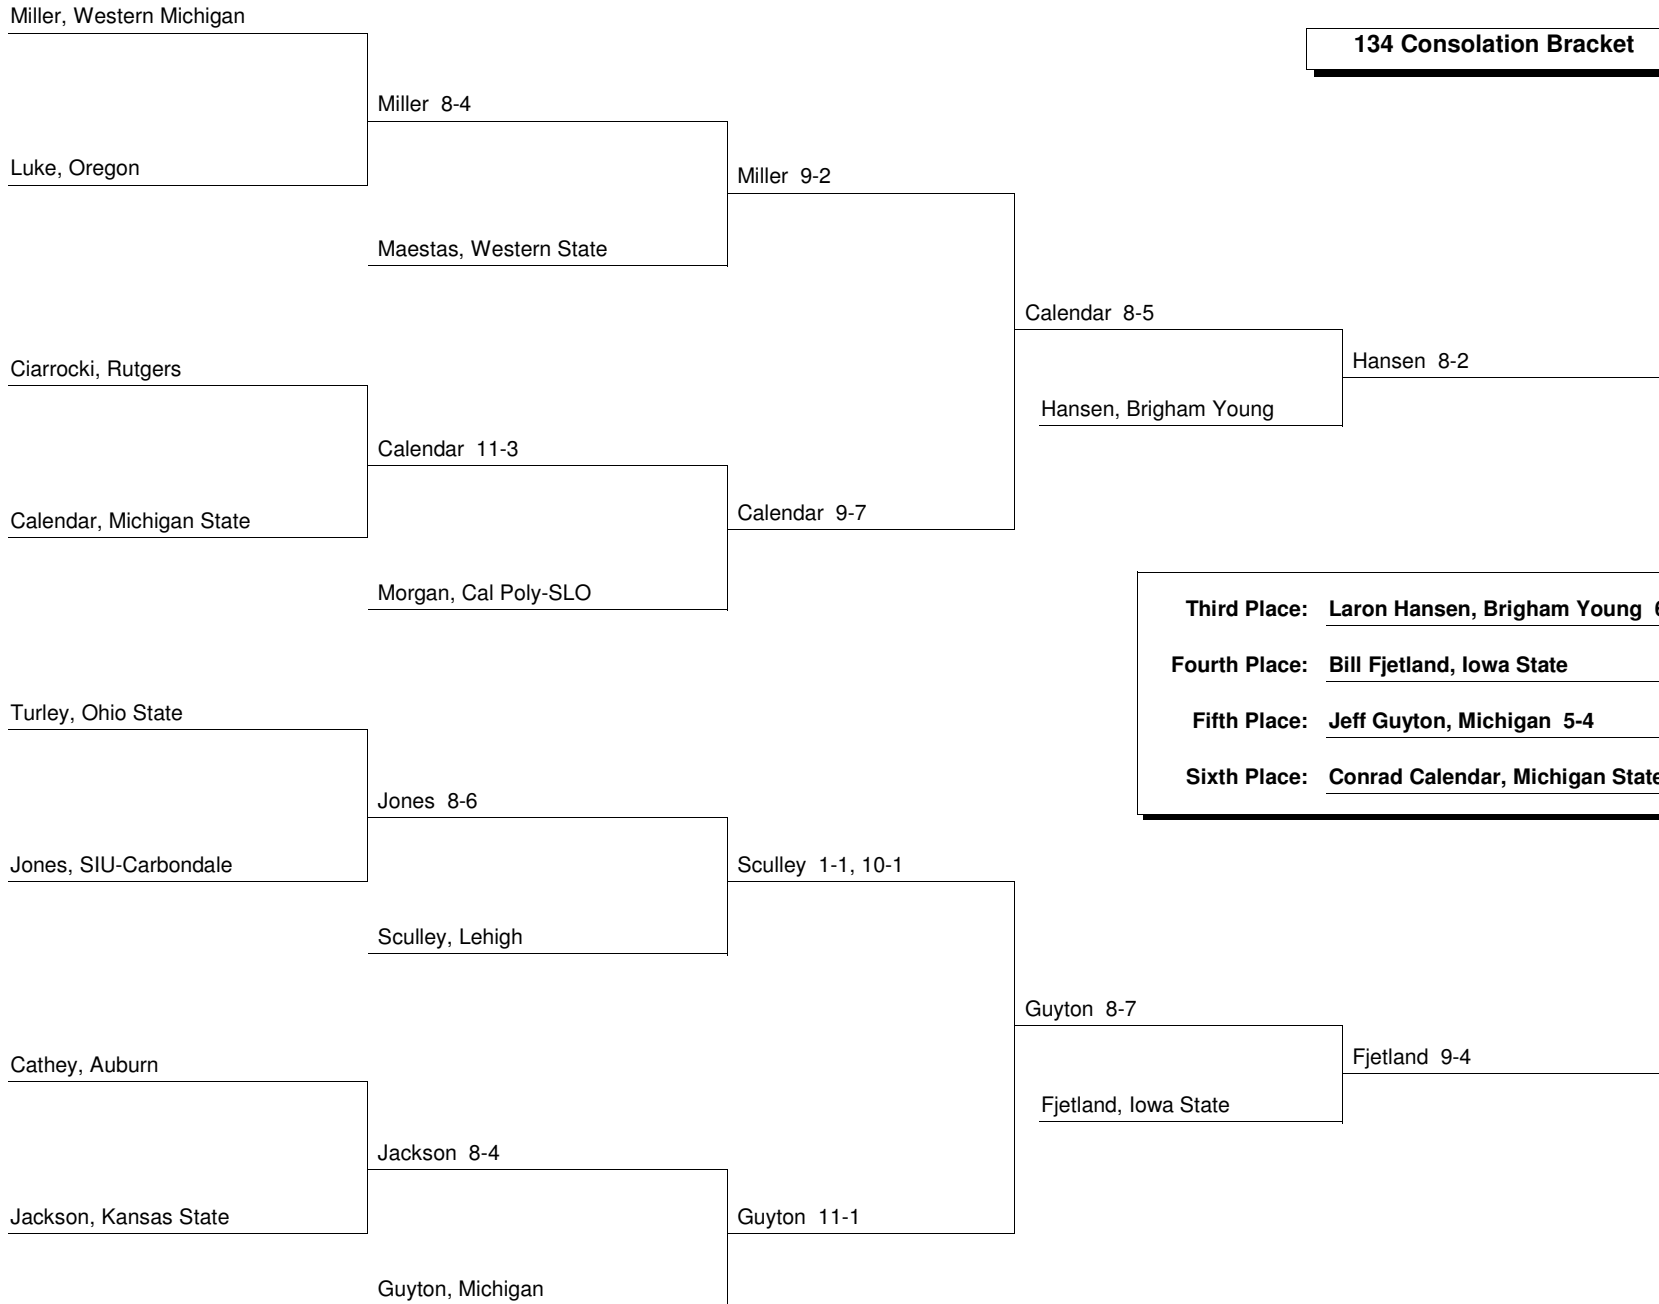 Miller, Western Michigan
134 Consolation Bracket
Miller 8-4
Luke, Oregon
Miller 9-2
Maestas, Western State
Calendar 8-5
Ciarrocki, Rutgers
Hansen 8-2
Hansen, Brigham Young
Calendar 11-3
Calendar, Michigan State
Calendar 9-7
Morgan, Cal Poly-SLO
Third Place: Laron Hansen, Brigham Young
Fourth Place: Bill Fjetland, Iowa State
Turley, Ohio State
Fifth Place: Jeff Guyton, Michigan 5-4
Sixth Place: Conrad Calendar, Michigan State
Jones 8-6
Jones, SIU-Carbondale
Sculley 1-1, 10-1
Sculley, Lehigh
Guyton 8-7
Cathey, Auburn
Fjetland 9-4
Fjetland, Iowa State
Jackson 8-4
Jackson, Kansas State
Guyton 11-1
Guyton, Michigan